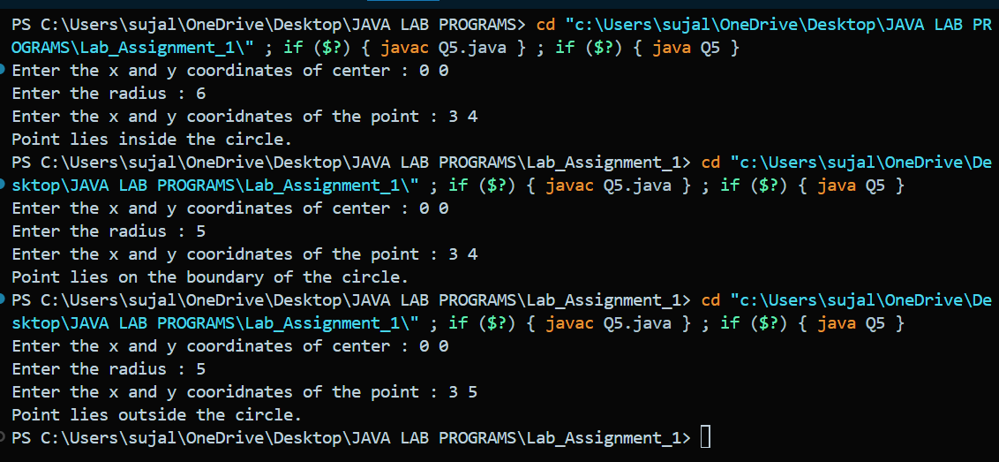 PS C:\Users\sujal\OneDrive\Desktop\JAVA LAB PROGRAMS> cd "c:\Users\sujal\OneDrive\Desktop\JAVA LAB PR
OGRAMS\Lab_Assignment_1\" ; if ($?) { javac Q5.java } ; if ($?) { java Q5 }
Enter the x and y coordinates of center : 0 0
Enter the radius : 6
Enter the x and y cooridnates of the point : 3 4
Point lies inside the circle.
PS C:\Users\sujal\OneDrive\Desktop\JAVA LAB PROGRAMS\Lab_Assignment_1> cd "c:\Users\sujal\OneDrive\De
sktop\JAVA LAB PROGRAMS\Lab_Assignment_1\" ; if ($?) { javac Q5.java } ; if ($?) { java Q5 }
Enter the x and y coordinates of center : 0 0
Enter the radius : 5
Enter the x and y cooridnates of the point : 3 4
Point lies on the boundary of the circle.
PS C:\Users\sujal\OneDrive\Desktop\JAVA LAB PROGRAMS\Lab_Assignment_1> cd "c:\Users\sujal\OneDrive\De
sktop\JAVA LAB PROGRAMS\Lab_Assignment_1\" ; if ($?) { javac Q5.java } ; if ($?) { java Q5 }
Enter the x and y coordinates of center : 0 0
Enter the radius : 5
Enter the x and y cooridnates of the point : 3 5
Point lies outside the circle.
PS C:\Users\sujal\OneDrive\Desktop\JAVA LAB PROGRAMS\Lab_Assignment_1>